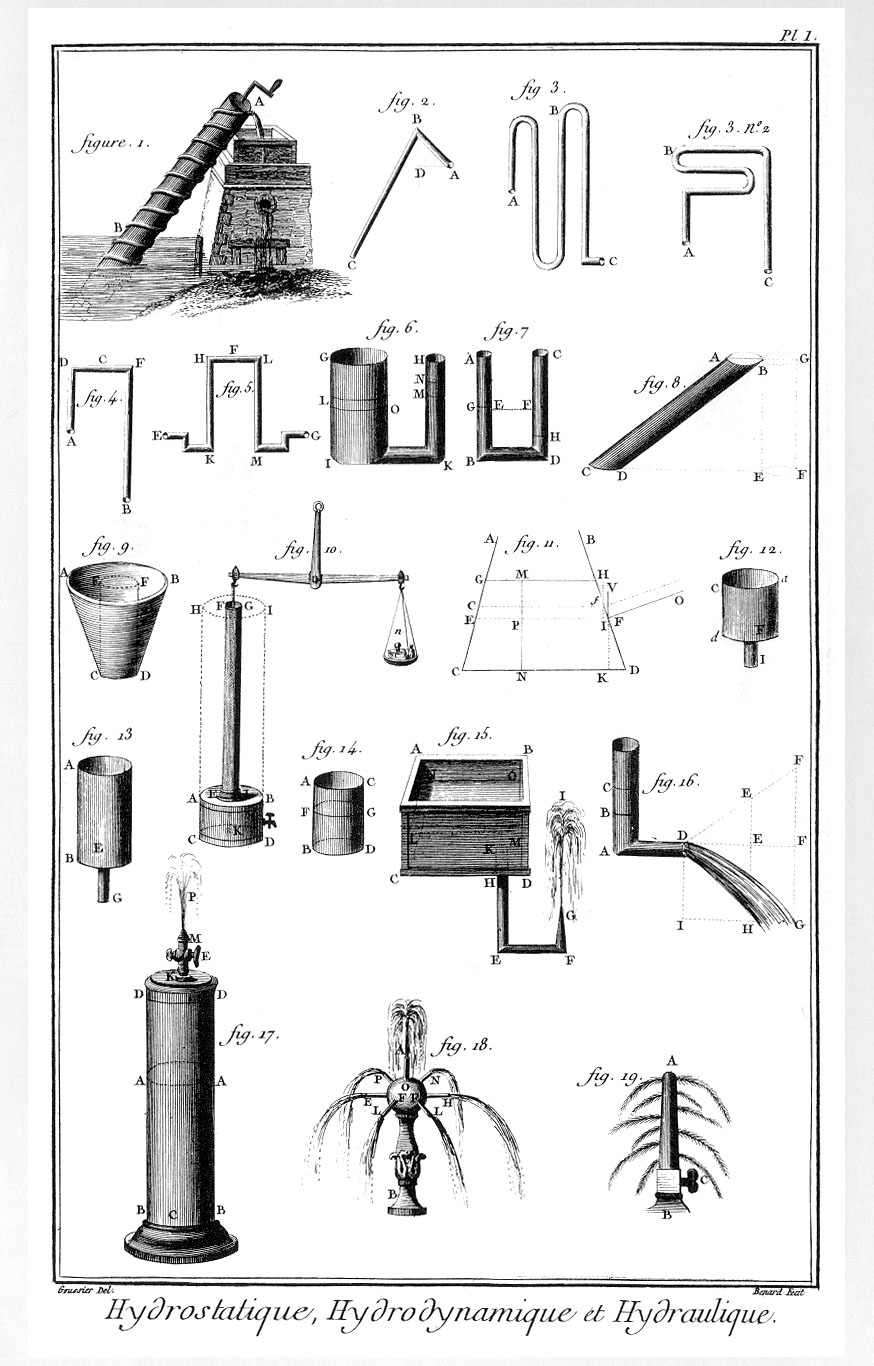 Pl 1.
figure. 1.
A
B
fig. 2.
B
D
A
C
fig 3.
B
A
C
fig. 3. n.º 2
B
A
C
D
C
F
fig. 4.
A
B
H
F
L
fig. 5.
E
G
K
M
fig. 6.
G
H
N
M
L
O
I
K
fig. 7
A
C
G
E
F
H
B
D
fig. 8.
A
B
G
C
D
E
F
fig. 9.
A
E
F
B
C
D
fig. 10.
n
H
F
G
I
A
E
B
C
K
D
fig. 11.
A
B
G
M
H
V
C
f
O
E
P
I
F
C
N
K
D
fig. 12.
C
a
d
F
I
fig. 13
A
E
B
G
fig. 14.
A
C
F
G
B
D
fig. 15.
A
B
N
O
I
L
K
M
C
H
D
G
E
F
fig. 16.
F
C
E
B
D
E
F
A
I
H
G
P
M
E
K
D
D
fig. 17.
A
A
B
C
B
fig. 18.
A
P
O
N
E
F
H
L
L
B
fig. 19.
A
C
B
Goussier Del.
Benard Fecit
Hydrostatique, Hydrodynamique et Hydraulique.